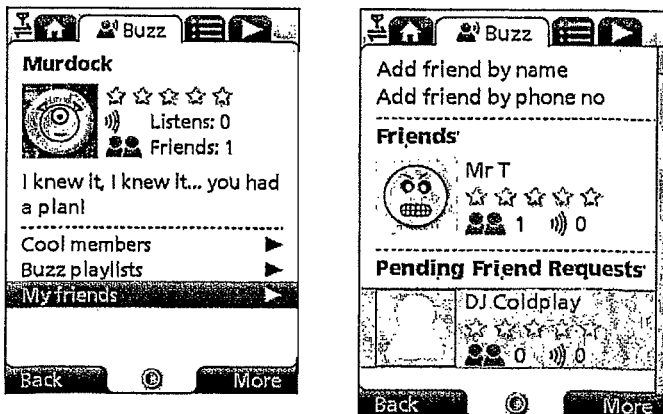 Buzz
Murdock
Listens: 0
Friends: 1
I knew it, I knew it... you had
a plan!
Cool members
Buzz playlists
My friends
Back
More
Buzz
Add friend by name
Add friend by phone no
Friends
Mr T
1
0
Pending Friend Requests
DJ Coldplay
0
0
Back
More